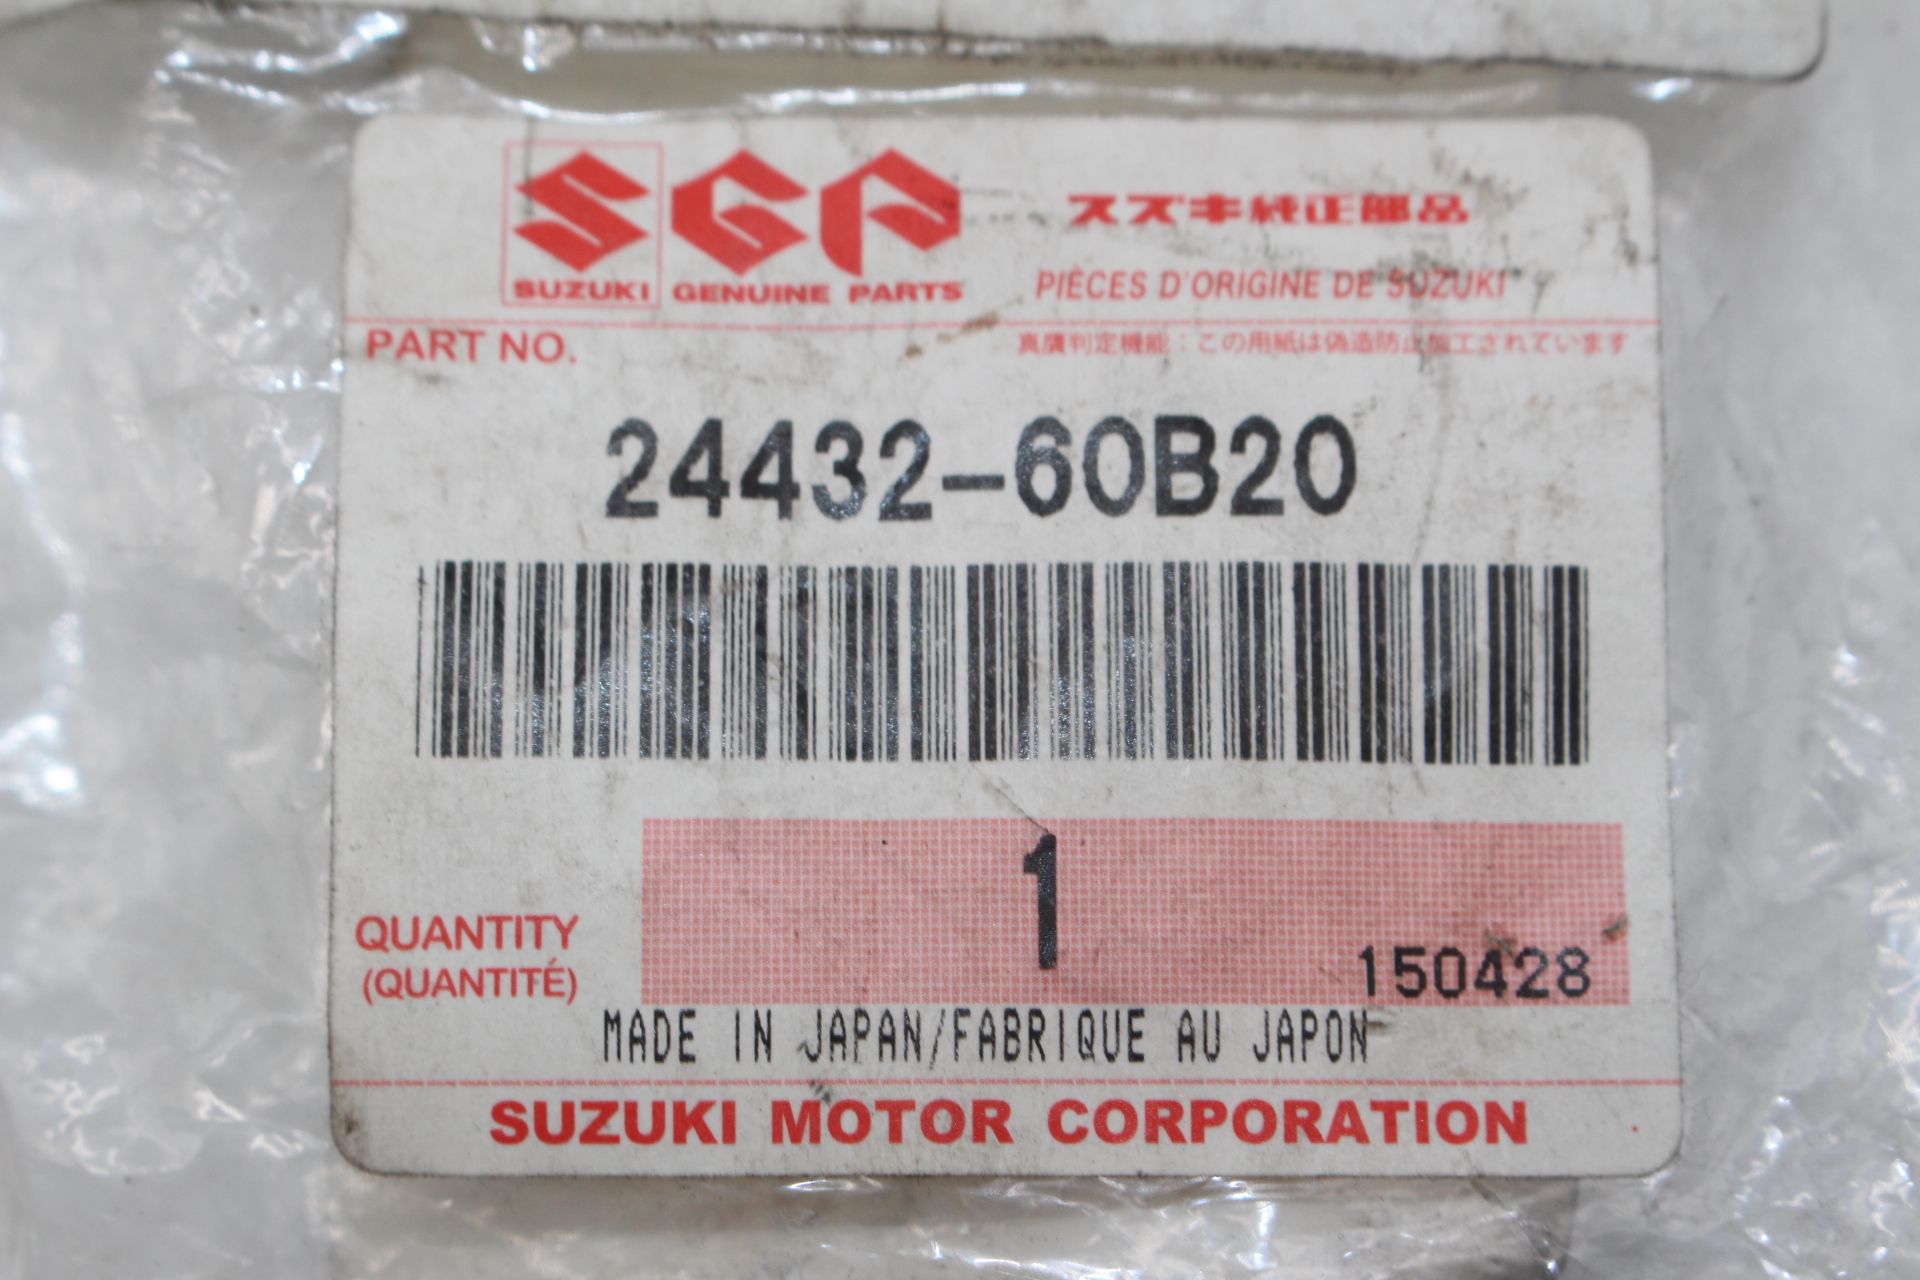 SGP
スズキ純正部品
SUZUKI GENUINE PARTS
PIÈCES D'ORIGINE DE SUZUKI
PART NO.
真贋判定機能：この用紙は偽造防止加工されています
24432-60B20
1
QUANTITY
(QUANTITÉ)
150428
MADE IN JAPAN/FABRIQUE AU JAPON
SUZUKI MOTOR CORPORATION